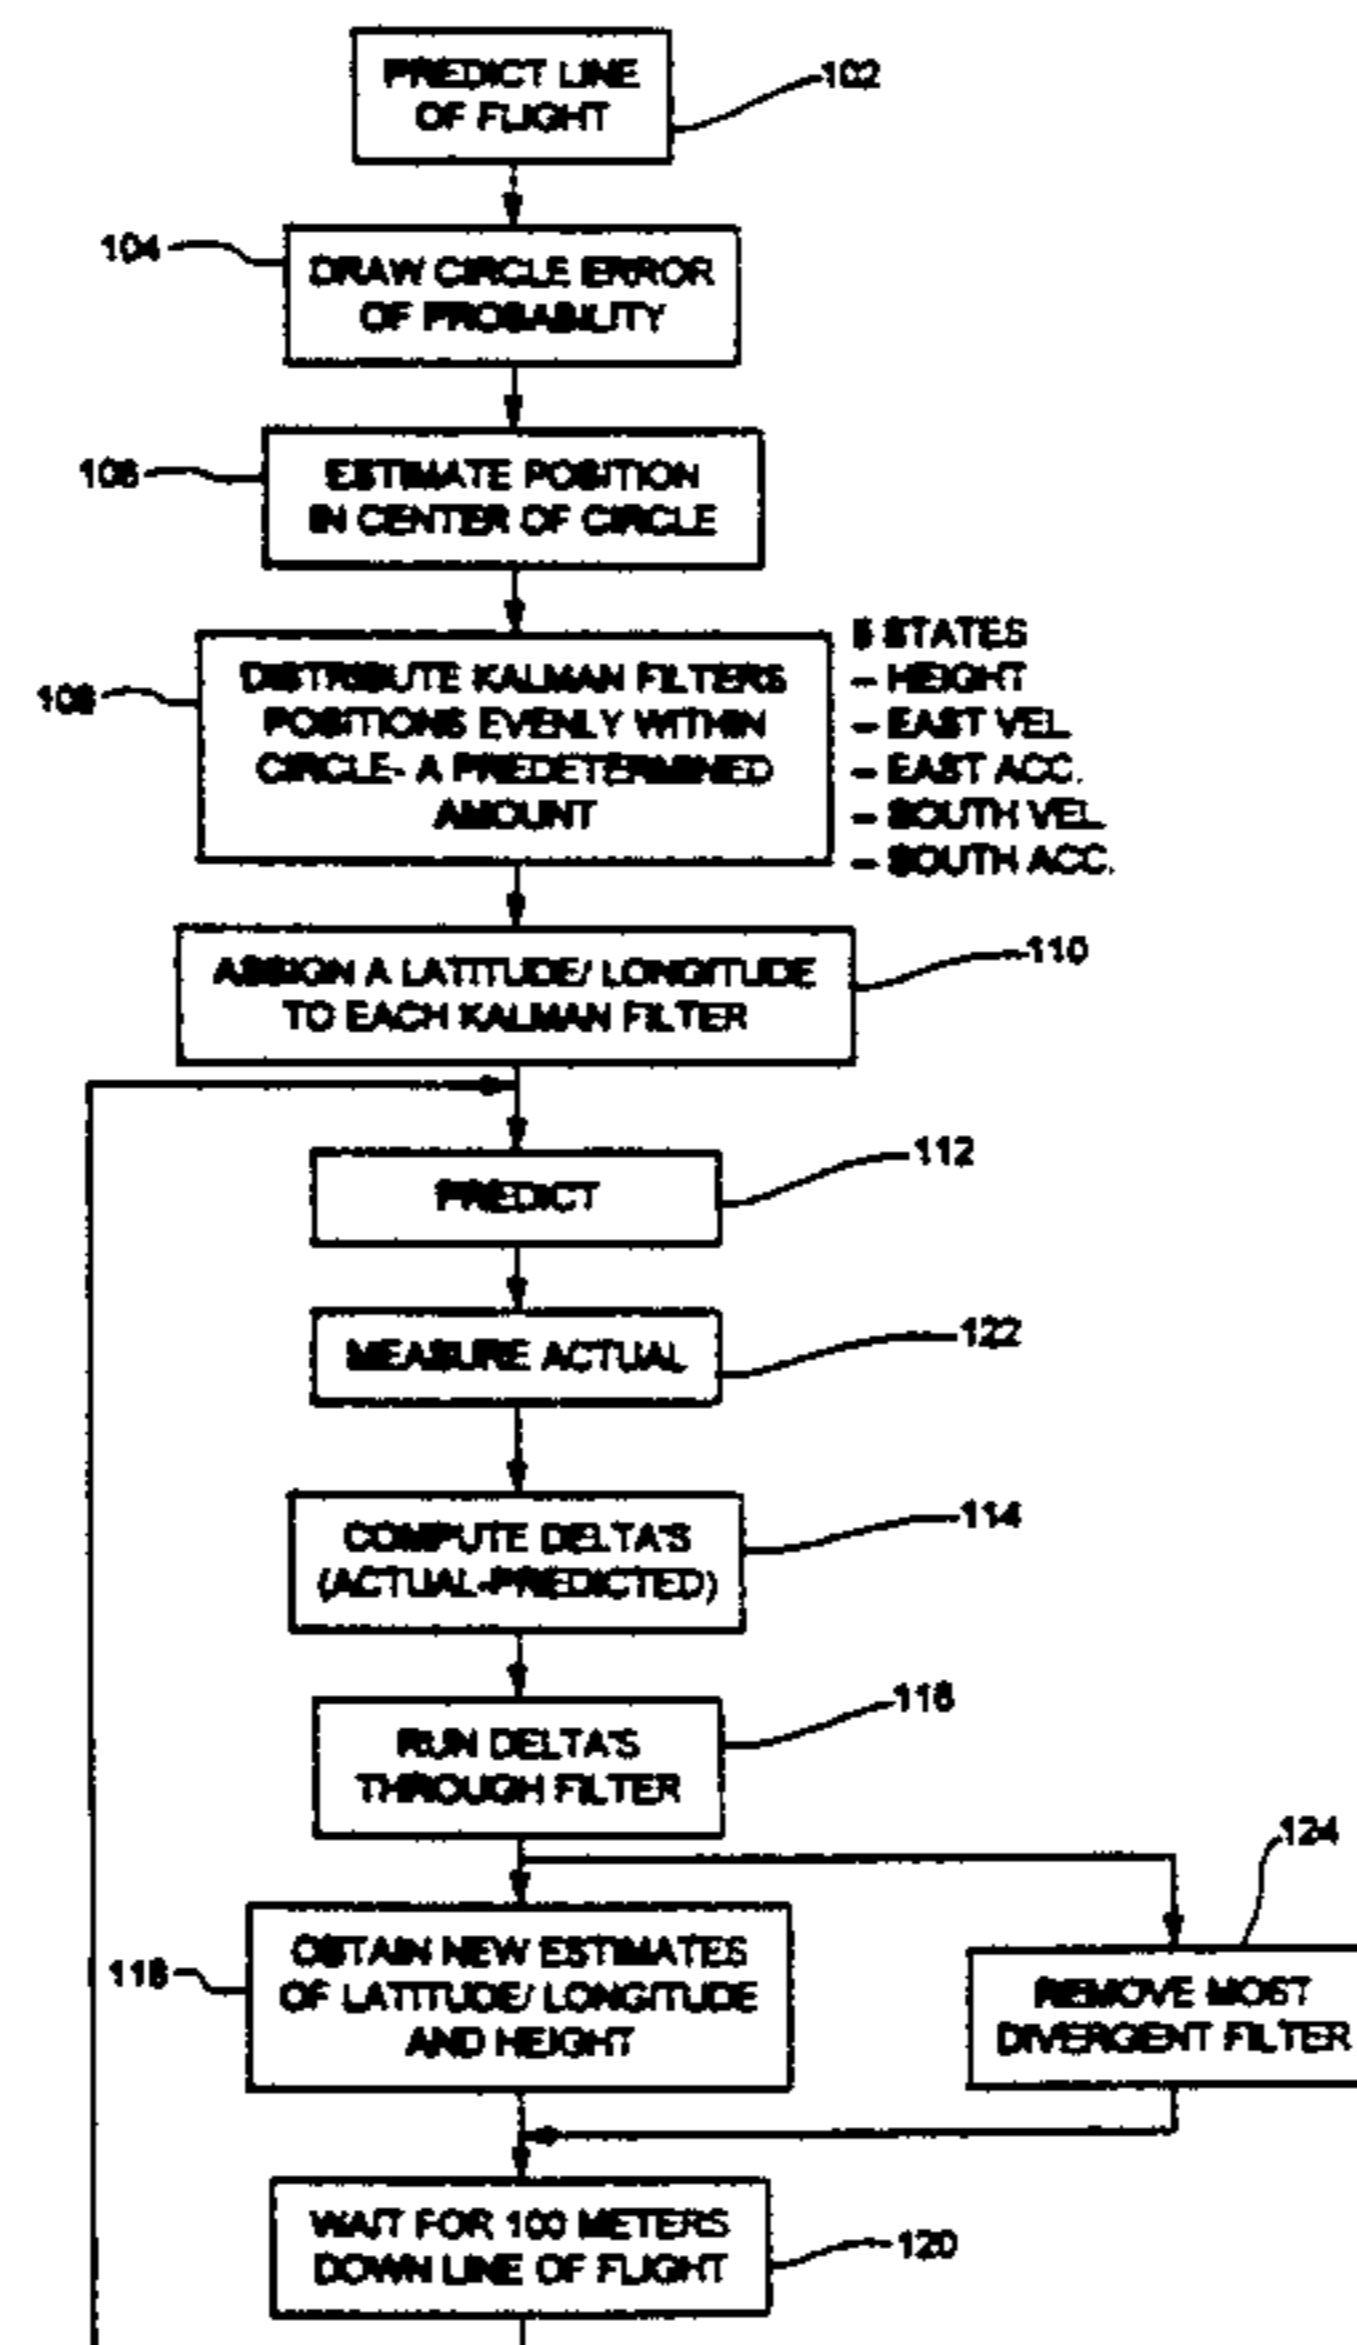 PREDICT LINE
OF FLIGHT
102
104
DRAW CIRCLE ERROR
OF PROBABILITY
106
ESTIMATE POSITION
IN CENTER OF CIRCLE
108
DISTRIBUTE KALMAN FILTERS
POSITIONS EVENLY WITHIN
CIRCLE- A PREDETERMINED
AMOUNT
5 STATES
– HEIGHT
– EAST VEL
– EAST ACC.
– SOUTH VEL
– SOUTH ACC.
ASSIGN A LATITUDE/ LONGITUDE
TO EACH KALMAN FILTER
110
PREDICT
112
MEASURE ACTUAL
122
COMPUTE DELTA'S
(ACTUAL-PREDICTED)
114
RUN DELTA'S
THROUGH FILTER
116
124
118
OBTAIN NEW ESTIMATES
OF LATITUDE/ LONGITUDE
AND HEIGHT
REMOVE MOST
DIVERGENT FILTER
WAIT FOR 100 METERS
DOWN LINE OF FLIGHT
120